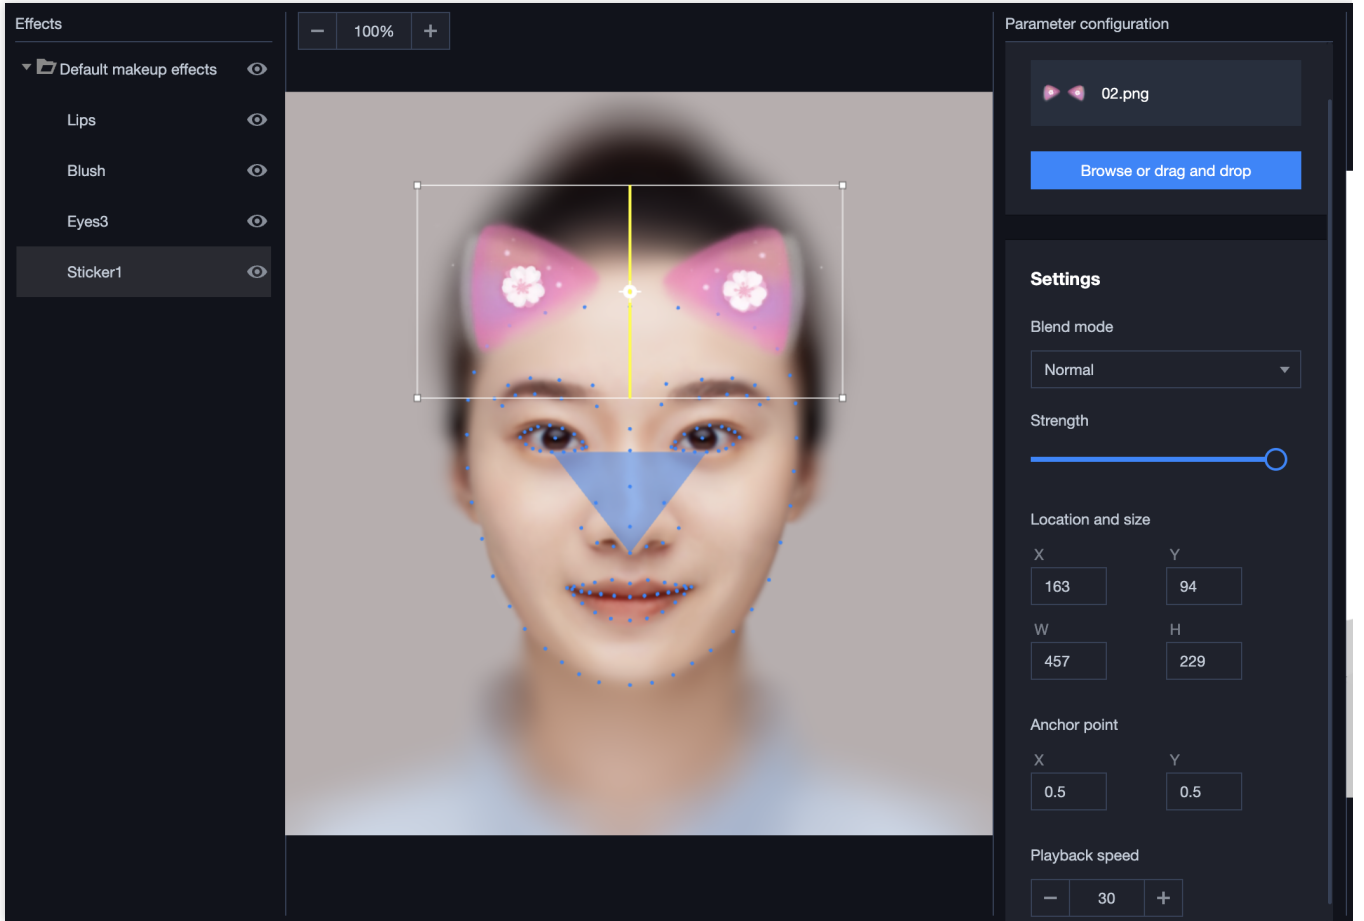 Effects
Default makeup effects
Lips
Blush
Eyes3
Sticker1
100%
Parameter configuration
02.png
Browse or drag and drop
Settings
Blend mode
Normal
Strength
Location and size
X Y
163 94
W H
457 229
Anchor point
X Y
0.5 0.5
Playback speed
30